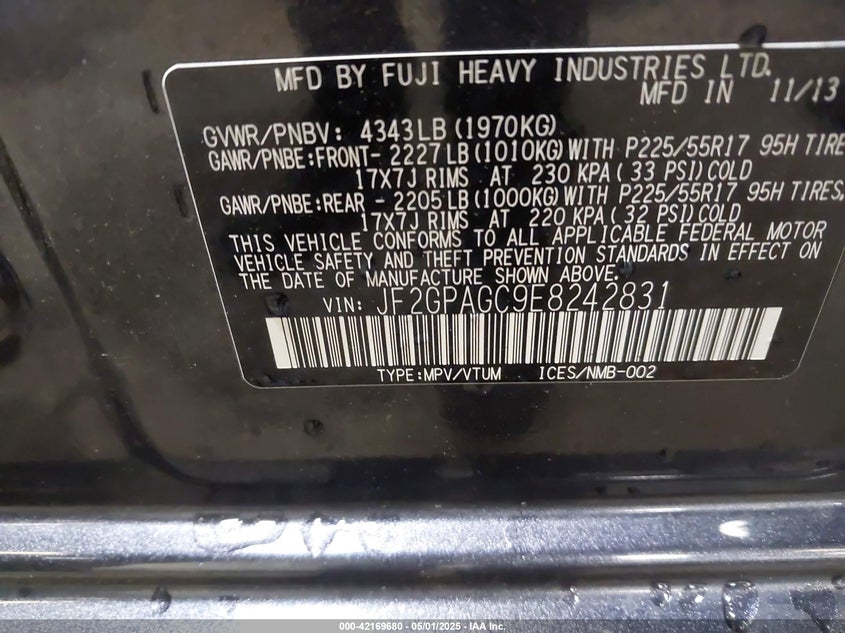 MFD BY FUJI HEAVY INDUSTRIES LTD.
MFD IN 11/13
GVWR/PNBV: 4343LB (1970KG)
GAWR/PNBE:FRONT- 2227LB (1010KG) WITH P225/55R17 95H TIRE
17X7J RIMS AT 230 KPA (33 PSI) COLD
GAWR/PNBE:REAR - 2205LB (1000KG) WITH P225/55R17 95H TIRES,
17X7J RIMS AT 220 KPA (32 PSI) COLD
THIS VEHICLE CONFORMS TO ALL APPLICABLE FEDERAL MOTOR
VEHICLE SAFETY AND THEFT PREVENTION STANDARDS IN EFFECT ON
THE DATE OF MANUFACTURE SHOWN ABOVE.
VIN: JF2GPAGC9E8242831
TYPE:MPV/VTUM ICES/NMB-002
000-42169680 - 05/01/2025 - IAA Inc.